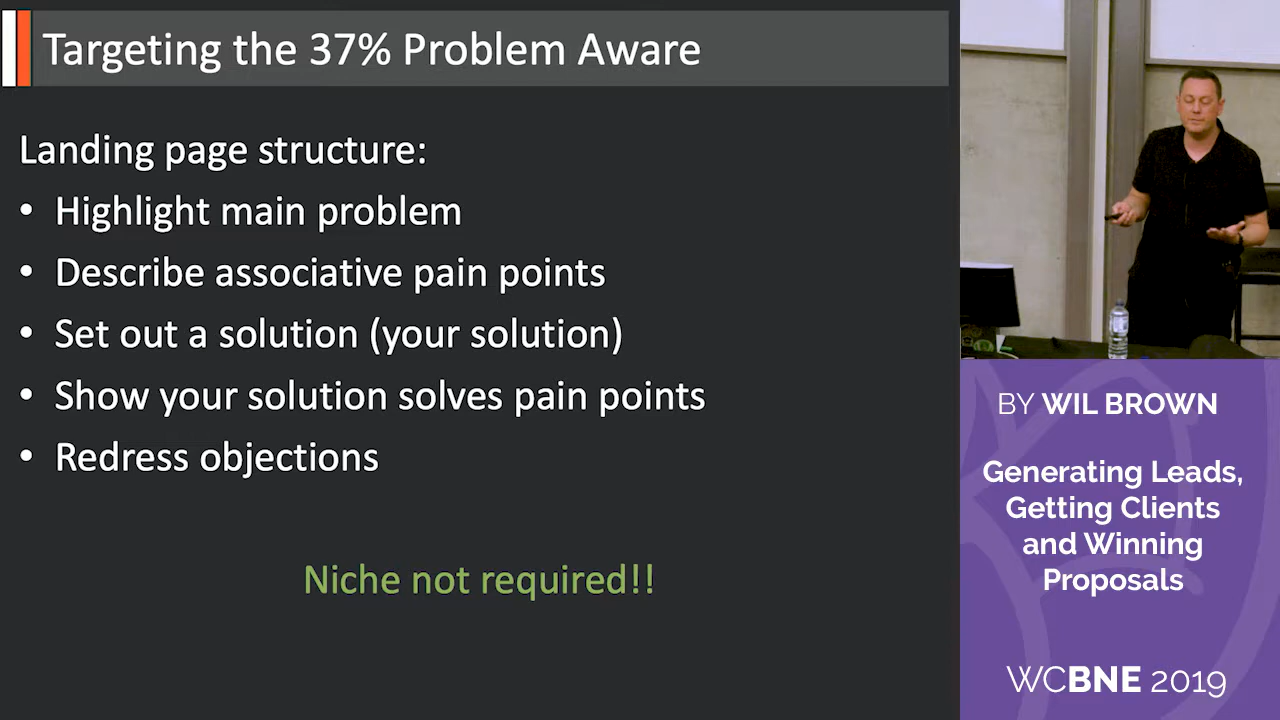 Targeting the 37% Problem Aware
Landing page structure:
• Highlight main problem
• Describe associative pain points
• Set out a solution (your solution)
• Show your solution solves pain points
• Redress objections
Niche not required!!
BY WIL BROWN
Generating Leads,
Getting Clients
and Winning
Proposals
WCBNE 2019